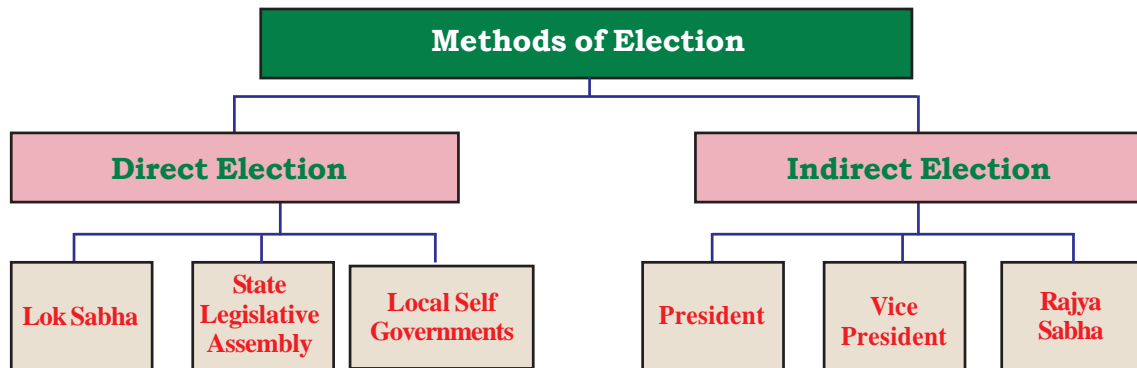 Methods of Election
Direct Election
Indirect Election
Lok Sabha
State
Legislative
Assembly
Local Self
Governments
President
Vice
President
Rajya
Sabha